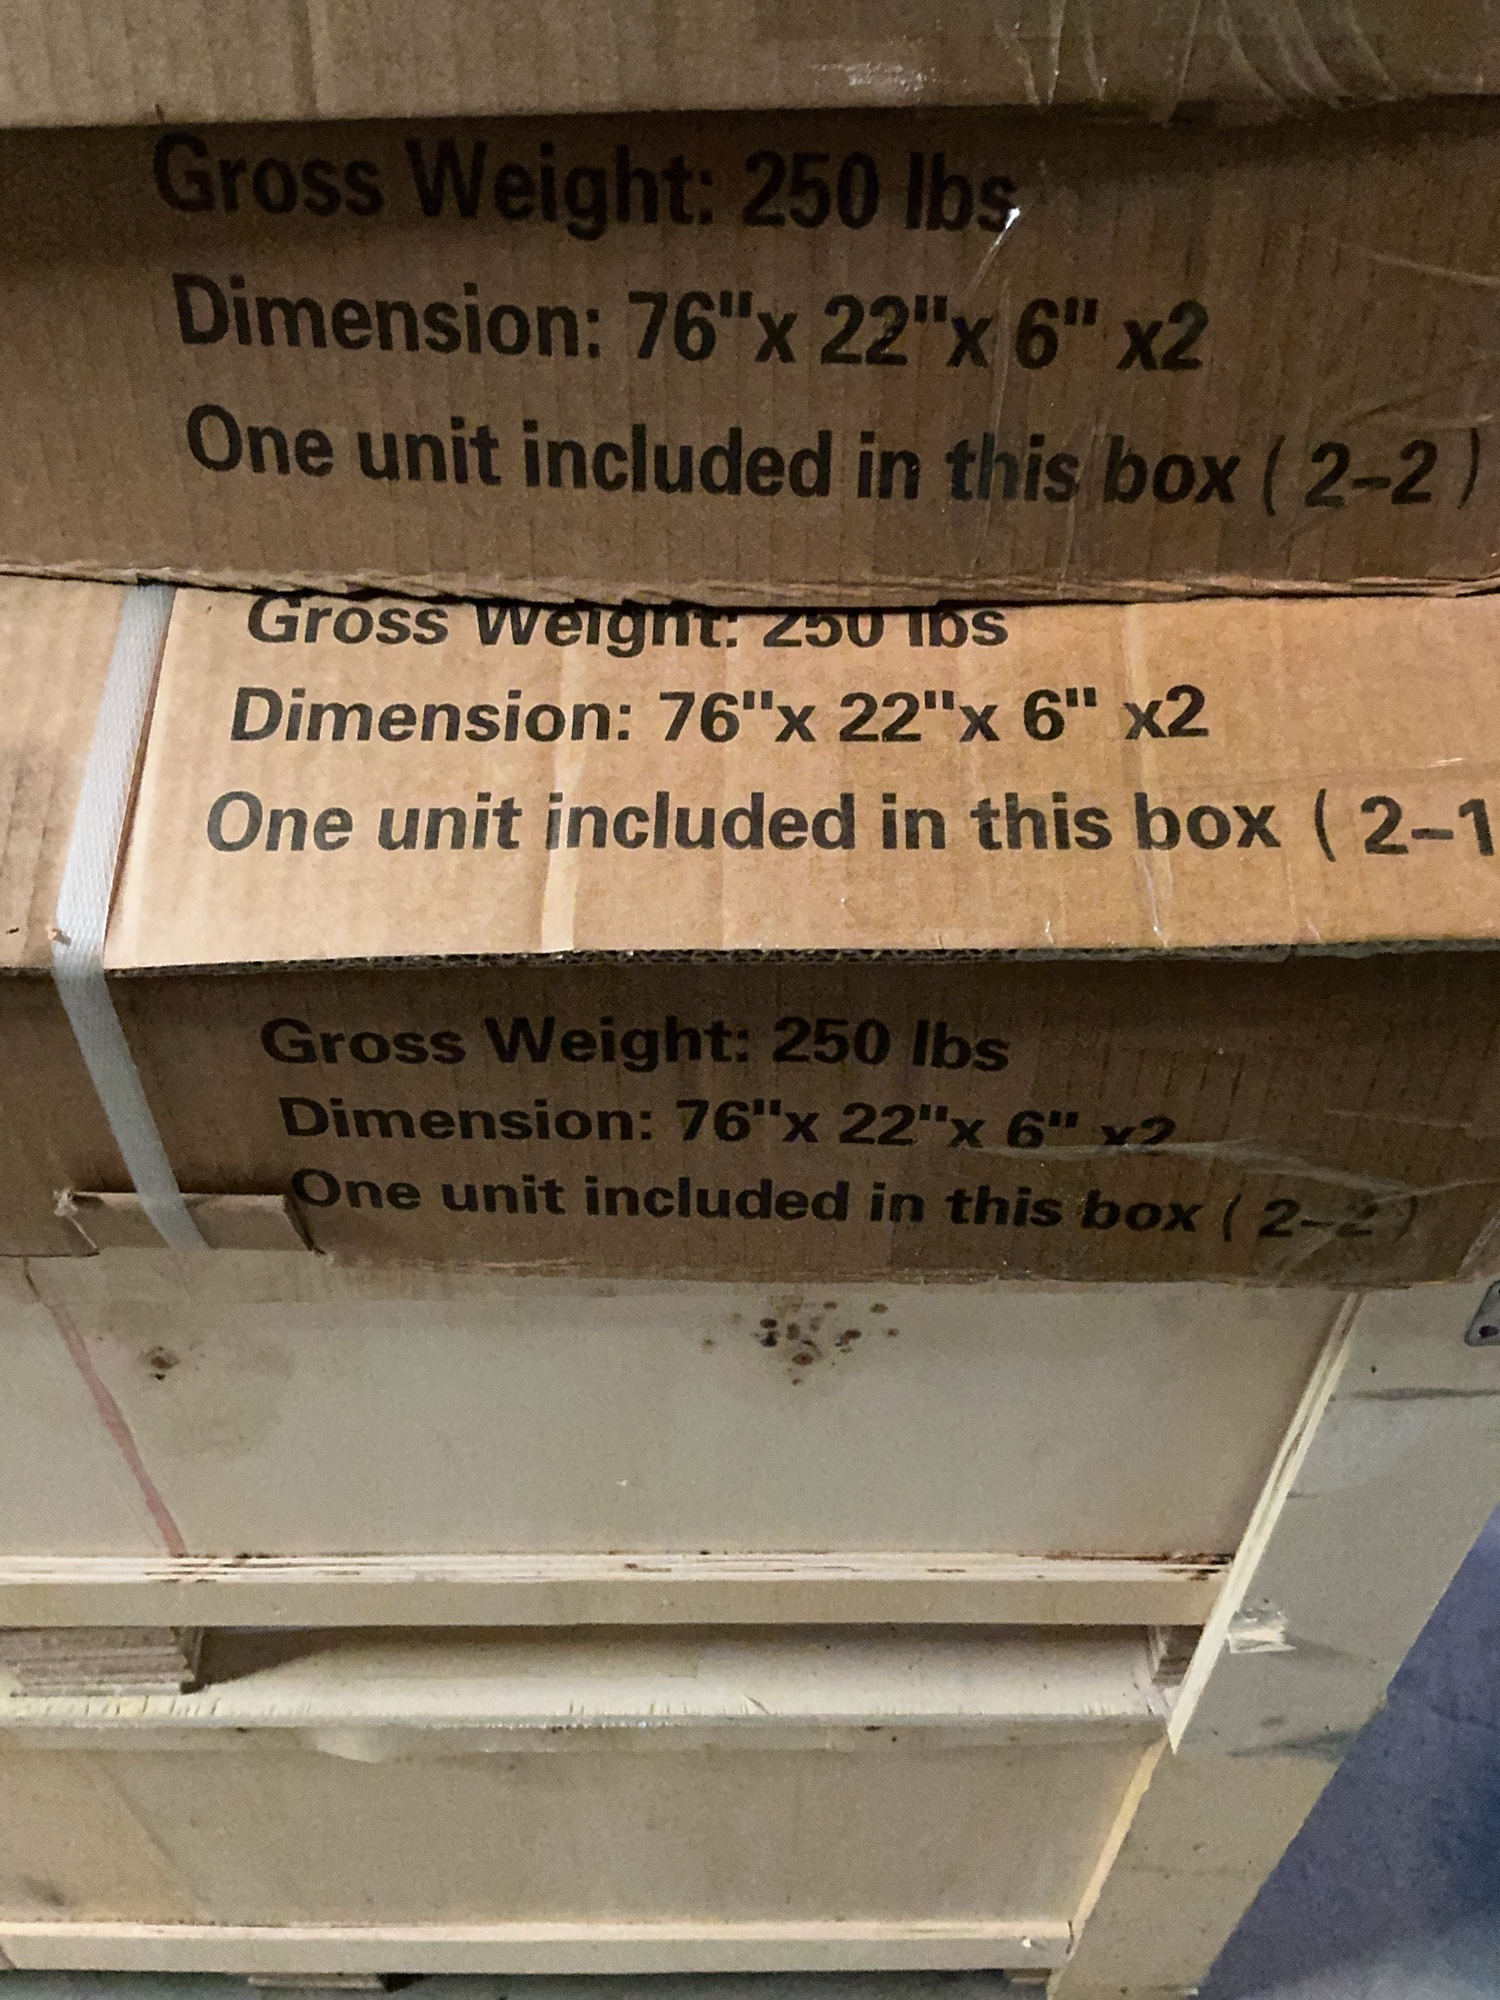 Gross Weight: 250 lbs
Dimension: 76"x 22"x 6" x2
One unit included in this box ( 2-2 )
Gross Weight: 250 lbs
Dimension: 76"x 22"x 6" x2
One unit included in this box ( 2-1
Gross Weight: 250 lbs
Dimension: 76"x 22"x 6" x2
One unit included in this box ( 2-2 )